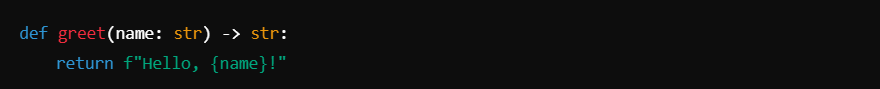 def greet(name: str) -> str:
    return f"Hello, {name}!"